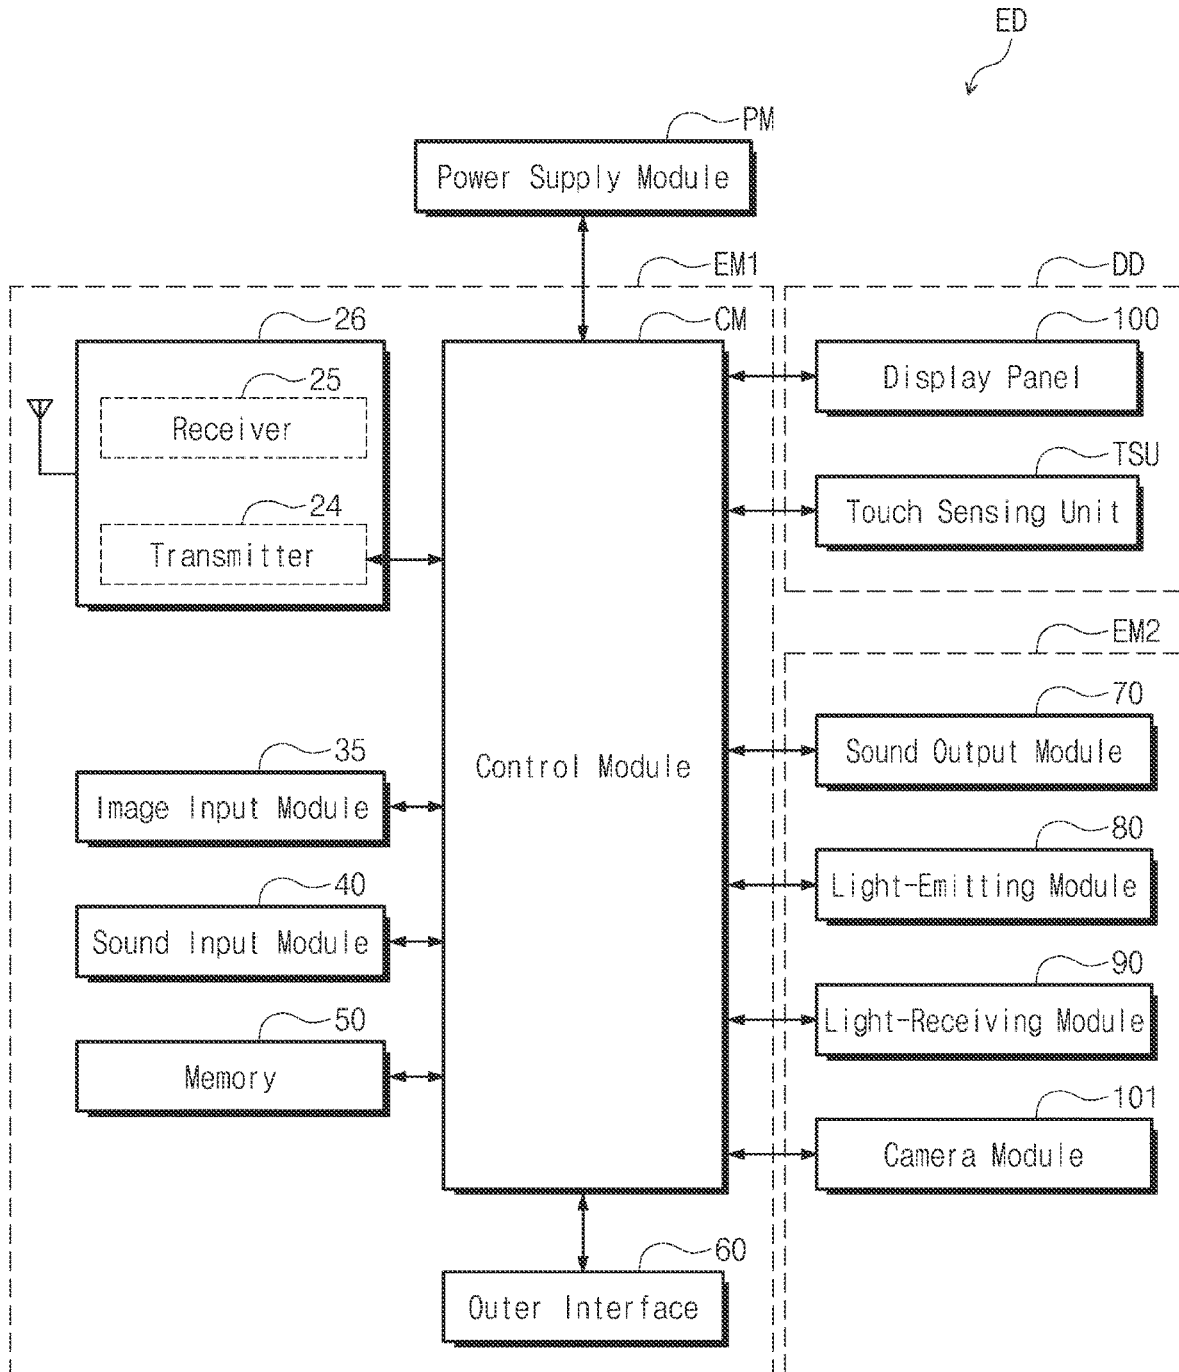 ED
PM
Power Supply Module
EM1
DD
26
CM
100
25
Display Panel
Receiver
TSU
24
Touch Sensing Unit
Transmitter
EM2
70
35
Sound Output Module
Control Module
Image Input Module
80
40
Light-Emitting Module
Sound Input Module
90
50
Light-Receiving Module
Memory
101
Camera Module
60
Outer Interface